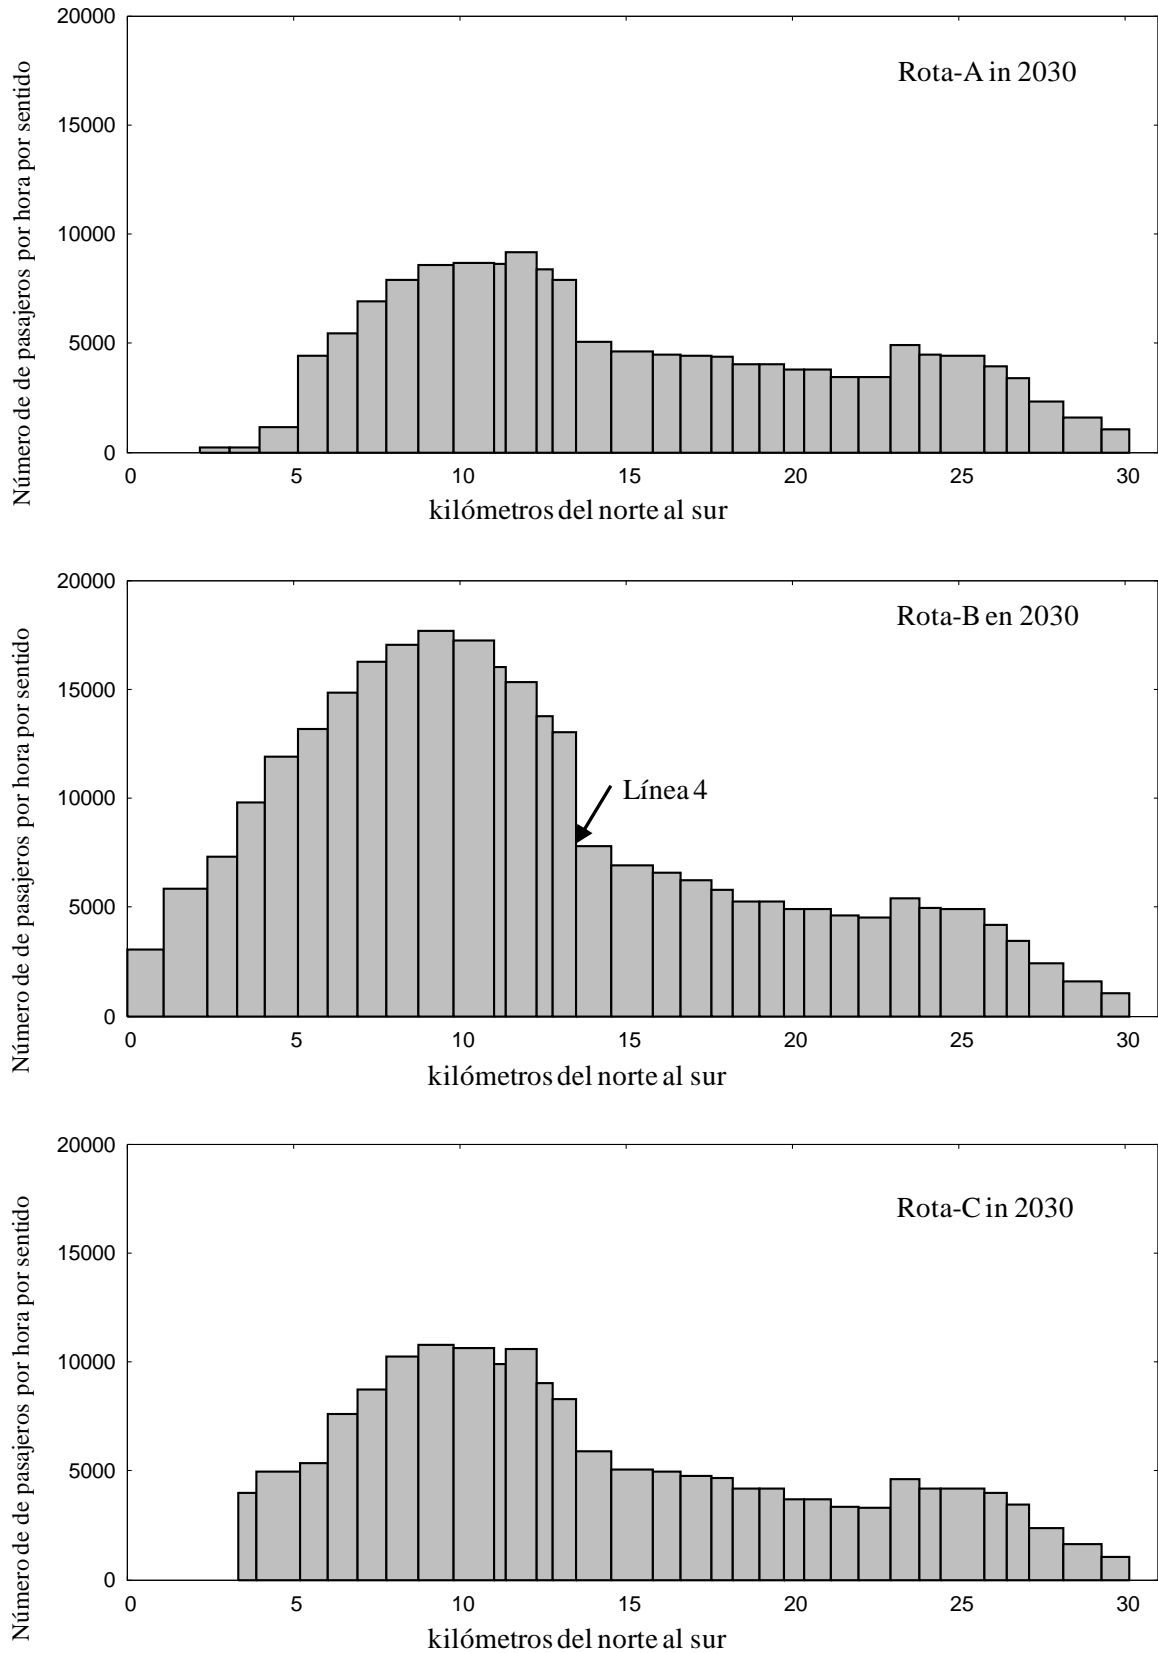 20000
Rota-A in 2030
15000
10000
5000
0
Número de de pasajeros por hora por sentido
0 5 10 15 20 25 30
kilómetros del norte al sur
20000
Rota-B en 2030
15000
Línea 4
10000
5000
0
Número de de pasajeros por hora por sentido
0 5 10 15 20 25 30
kilómetros del norte al sur
20000
Rota-C in 2030
15000
10000
5000
0
Número de de pasajeros por hora por sentido
0 5 10 15 20 25 30
kilómetros del norte al sur